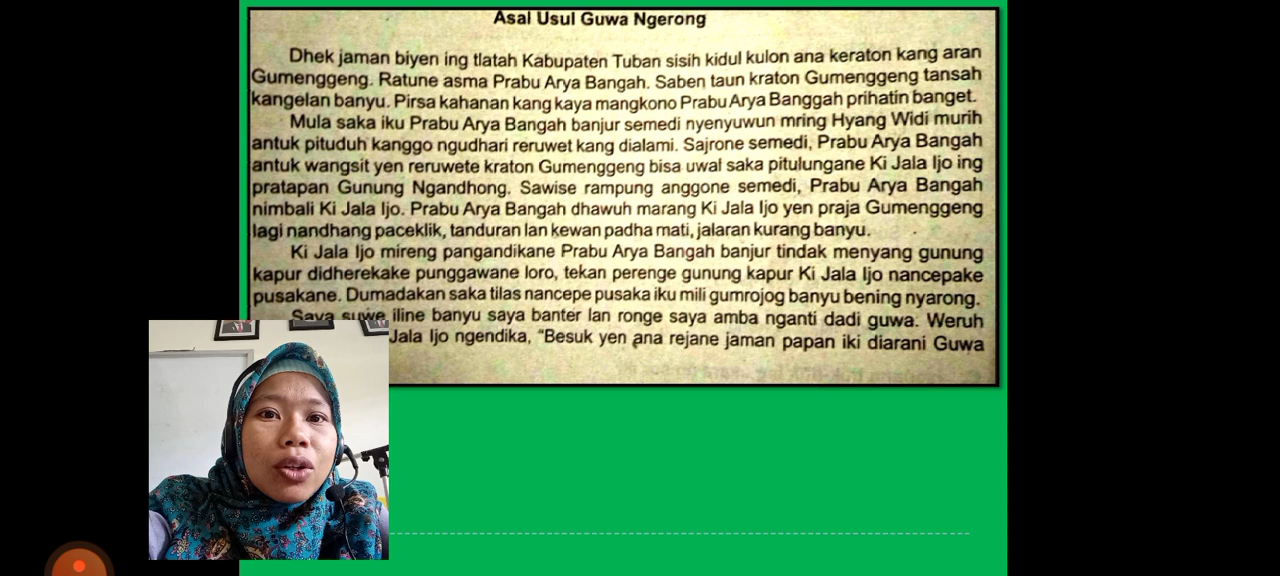 Asal Usul Guwa Ngerong
Dhek jaman biyen ing tlatah Kabupaten Tuban sisih kidul kulon ana keraton kang aran
Gumenggeng. Ratune asma Prabu Arya Bangah. Saben taun kraton Gumenggeng tansah
kangelan banyu. Pirsa kahanan kang kaya mangkono Prabu Arya Banggah prihatin banget.
Mula saka iku Prabu Arya Bangah banjur semedi nyenyuwun mring Hyang Widi murih
antuk pituduh kanggo ngudhari reruwet kang dialami. Sajrone semedi, Prabu Arya Bangah
antuk wangsit yen reruwete kraton Gumenggeng bisa uwal saka pitulungane Ki Jala Ijo ing
pratapan Gunung Ngandhong. Sawise rampung anggone semedi, Prabu Arya Bangah
nimbali Ki Jala Ijo. Prabu Arya Bangah dhawuh marang Ki Jala Ijo yen praja Gumenggeng
lagi nandhang paceklik, tanduran lan kewan padha mati, jalaran kurang banyu.
Ki Jala Ijo mireng pangandikane Prabu Arya Bangah banjur tindak menyang gunung
kapur didherekake punggawane loro, tekan perenge gunung kapur Ki Jala Ijo nancepake
pusakane. Dumadakan saka tilas nancepe pusaka iku mili gumrojog banyu bening nyarong.
Saya suwe iline banyu saya banter lan ronge saya amba nganti dadi guwa. Weruh
Jala Ijo ngendika, "Besuk yen ana rejane jaman papan iki diarani Guwa